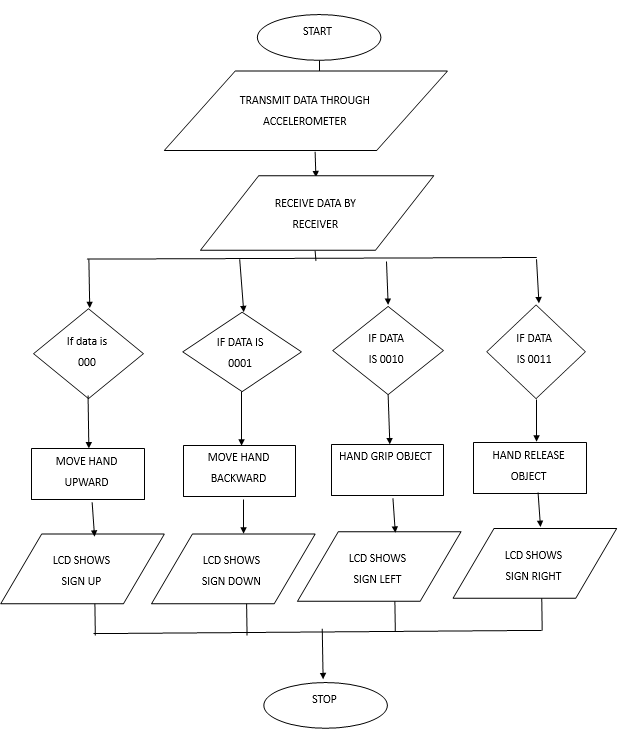 START
TRANSMIT DATA THROUGH
ACCELEROMETER
RECEIVE DATA BY
RECEIVER
If data is
000
IF DATA IS
0001
IF DATA
IS 0010
IF DATA
IS 0011
MOVE HAND
UPWARD
MOVE HAND
BACKWARD
HAND GRIP OBJECT
HAND RELEASE
OBJECT
LCD SHOWS
SIGN UP
LCD SHOWS
SIGN DOWN
LCD SHOWS
SIGN LEFT
LCD SHOWS
SIGN RIGHT
STOP